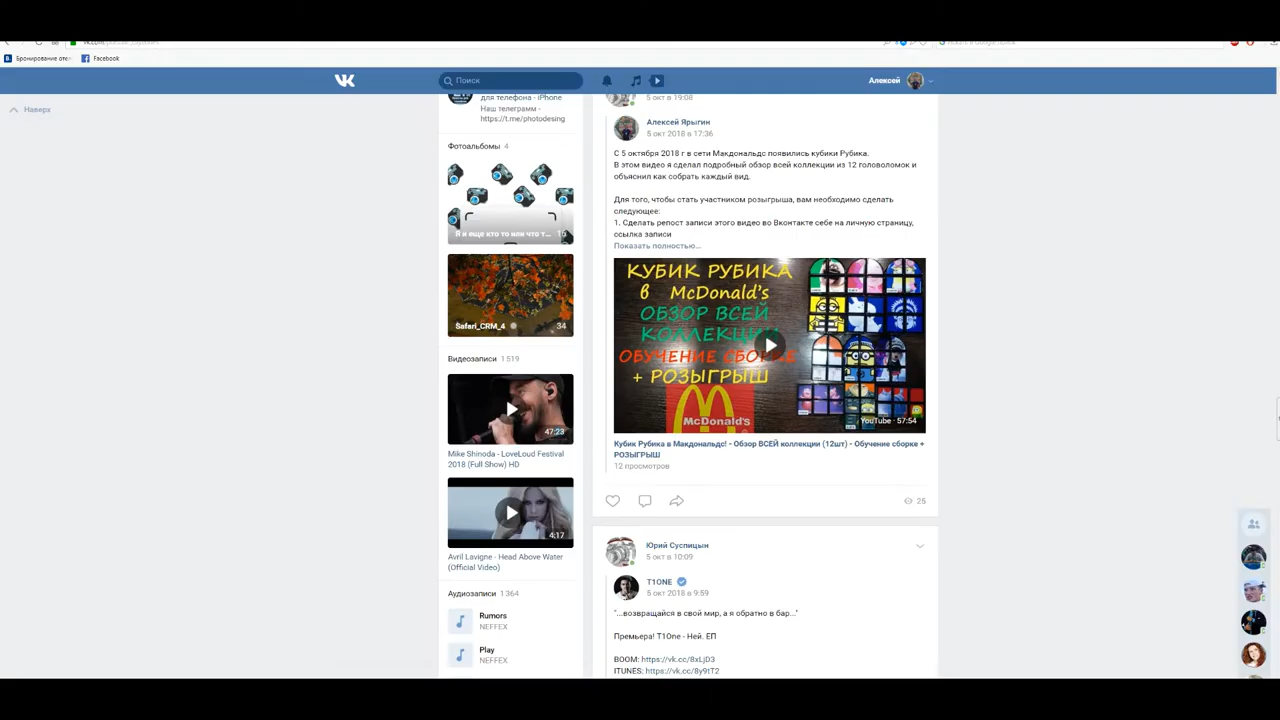 Бронирование оте
Facebook
Поиск
Алексей
Наверх
для телефона - iPhone
Наш телеграмм -
https://t.me/photodesing
Фотоальбомы 4
Я и еще кто то или что т...
Safari_CRM_4
34
Видеозаписи 1 519
47:23
Mike Shinoda - LoveLoud Festival
2018 (Full Show) HD
4:17
Avril Lavigne - Head Above Water
(Official Video)
Аудиозаписи 1 364
Rumors
NEFFEX
Play
NEFFEX
5 окт в 19:08
Алексей Ярыгин
5 окт 2018 в 17:36
С 5 октября 2018 г в сети Макдональдс появились кубики Рубика.
В этом видео я сделал подробный обзор всей коллекции из 12 головоломок и
объяснил как собрать каждый вид.
Для того, чтобы стать участником розыгрыша, вам необходимо сделать
следующее:
1. Сделать репост записи этого видео во Вконтакте себе на личную страницу,
ссылка записи
Показать полностью...
КУБИК РУБИКА
в McDonald's
ОБЗОР ВСЕЙ
КОЛЛЕКЦИИ
ОБУЧЕНИЕ СБОРКЕ
+ РОЗЫГРЫШ
McDonald's
YouTube · 57:54
Кубик Рубика в Макдональдс! - Обзор ВСЕЙ коллекции (12шт) - Обучение сборке +
РОЗЫГРЫШ
12 просмотров
25
Юрий Суспицын
5 окт в 10:09
T1ONE
5 окт 2018 в 9:59
"...возвращайся в свой мир, а я обратно в бар..."
Премьера! T1One - Ней. ЕП
BOOM: https://vk.cc/8xLjD3
ITUNES: https://vk.cc/8y9tT2